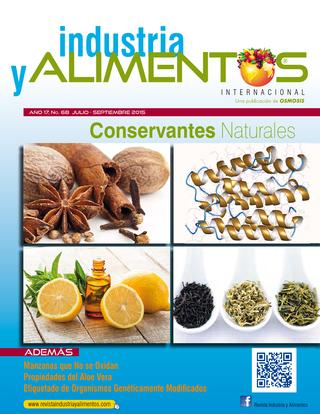 industria
y ALIMENTOS
INTERNACIONAL
Una publicación de OSMOSIS
AÑO 17, No. 68 JULIO - SEPTIEMBRE 2015
Conservantes Naturales
ADEMÁS
Manzanas que No se Oxidan
Propiedades del Aloe Vera
Etiquetado de Organismos Genéticamente Modificados
www.revistaindustriayalimentos.com
Revista Industria y Alimentos